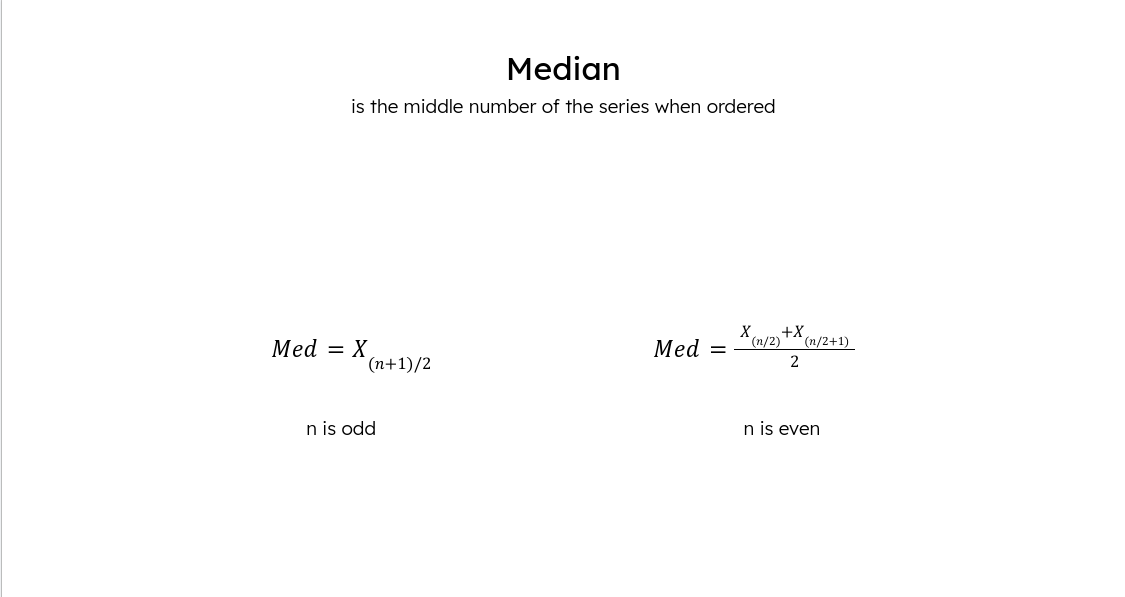 Median
is the middle number of the series when ordered
Med = X_(n+1)/2
Med = (X_(n/2)+X_(n/2+1))/2
n is odd
n is even